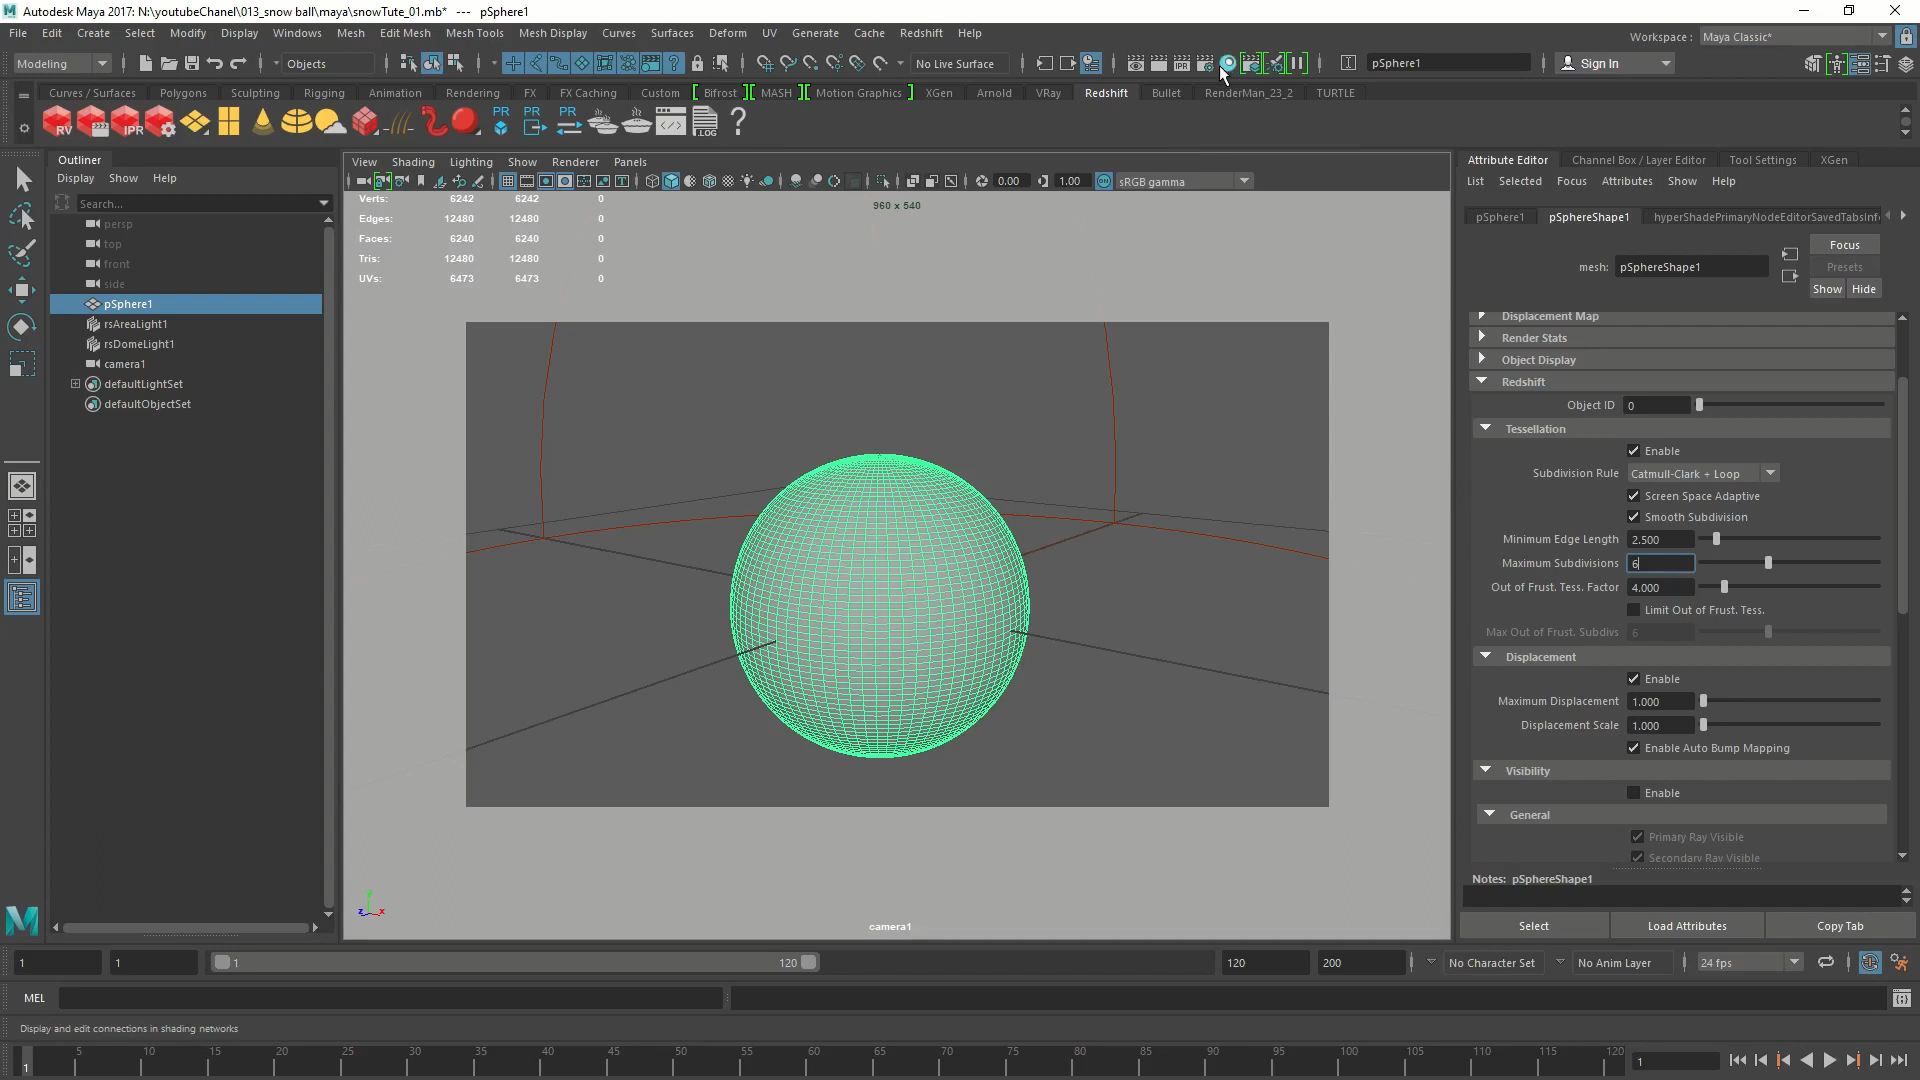 Autodesk Maya 2017: N:\youtubeChanel\013_snow ball\maya\snowTute_01.mb* --- pSphere1
File Edit Create Select Modify Display Windows Mesh Edit Mesh Mesh Tools Mesh Display Curves Surfaces Deform UV Generate Cache Redshift Help
Workspace : Maya Classic*
Modeling Objects No Live Surface IPR pSphere1 Sign In
Curves / Surfaces Polygons Sculpting Rigging Animation Rendering FX FX Caching Custom Bifrost MASH Motion Graphics XGen Arnold VRay Redshift Bullet RenderMan_23_2 TURTLE
RV IPR PR PR PR .LOG
Outliner
Display Show Help
Search...
persp
top
front
side
pSphere1
rsAreaLight1
rsDomeLight1
camera1
defaultLightSet
defaultObjectSet
View Shading Lighting Show Renderer Panels
0.00 1.00 ON sRGB gamma
Verts: 6242 6242 0
Edges: 12480 12480 0
Faces: 6240 6240 0
Tris: 12480 12480 0
UVs: 6473 6473 0
960 x 540
y
z x
camera1
Attribute Editor Channel Box / Layer Editor Tool Settings XGen
List Selected Focus Attributes Show Help
pSphere1 pSphereShape1 hyperShadePrimaryNodeEditorSavedTabsInf
Focus
mesh: pSphereShape1 Presets
Show Hide
Displacement Map
Render Stats
Object Display
Redshift
Object ID 0
Tessellation
Enable
Subdivision Rule Catmull-Clark + Loop
Screen Space Adaptive
Smooth Subdivision
Minimum Edge Length 2.500
Maximum Subdivisions 6
Out of Frust. Tess. Factor 4.000
Limit Out of Frust. Tess.
Max Out of Frust. Subdivs 6
Displacement
Enable
Maximum Displacement 1.000
Displacement Scale 1.000
Enable Auto Bump Mapping
Visibility
Enable
General
Primary Ray Visible
Secondary Ray Visible
Notes: pSphereShape1
Select Load Attributes Copy Tab
1 1 1 120 120 200 No Character Set No Anim Layer 24 fps
MEL
Display and edit connections in shading networks
1 5 10 15 20 25 30 35 40 45 50 55 60 65 70 75 80 85 90 95 100 105 110 115 120 1